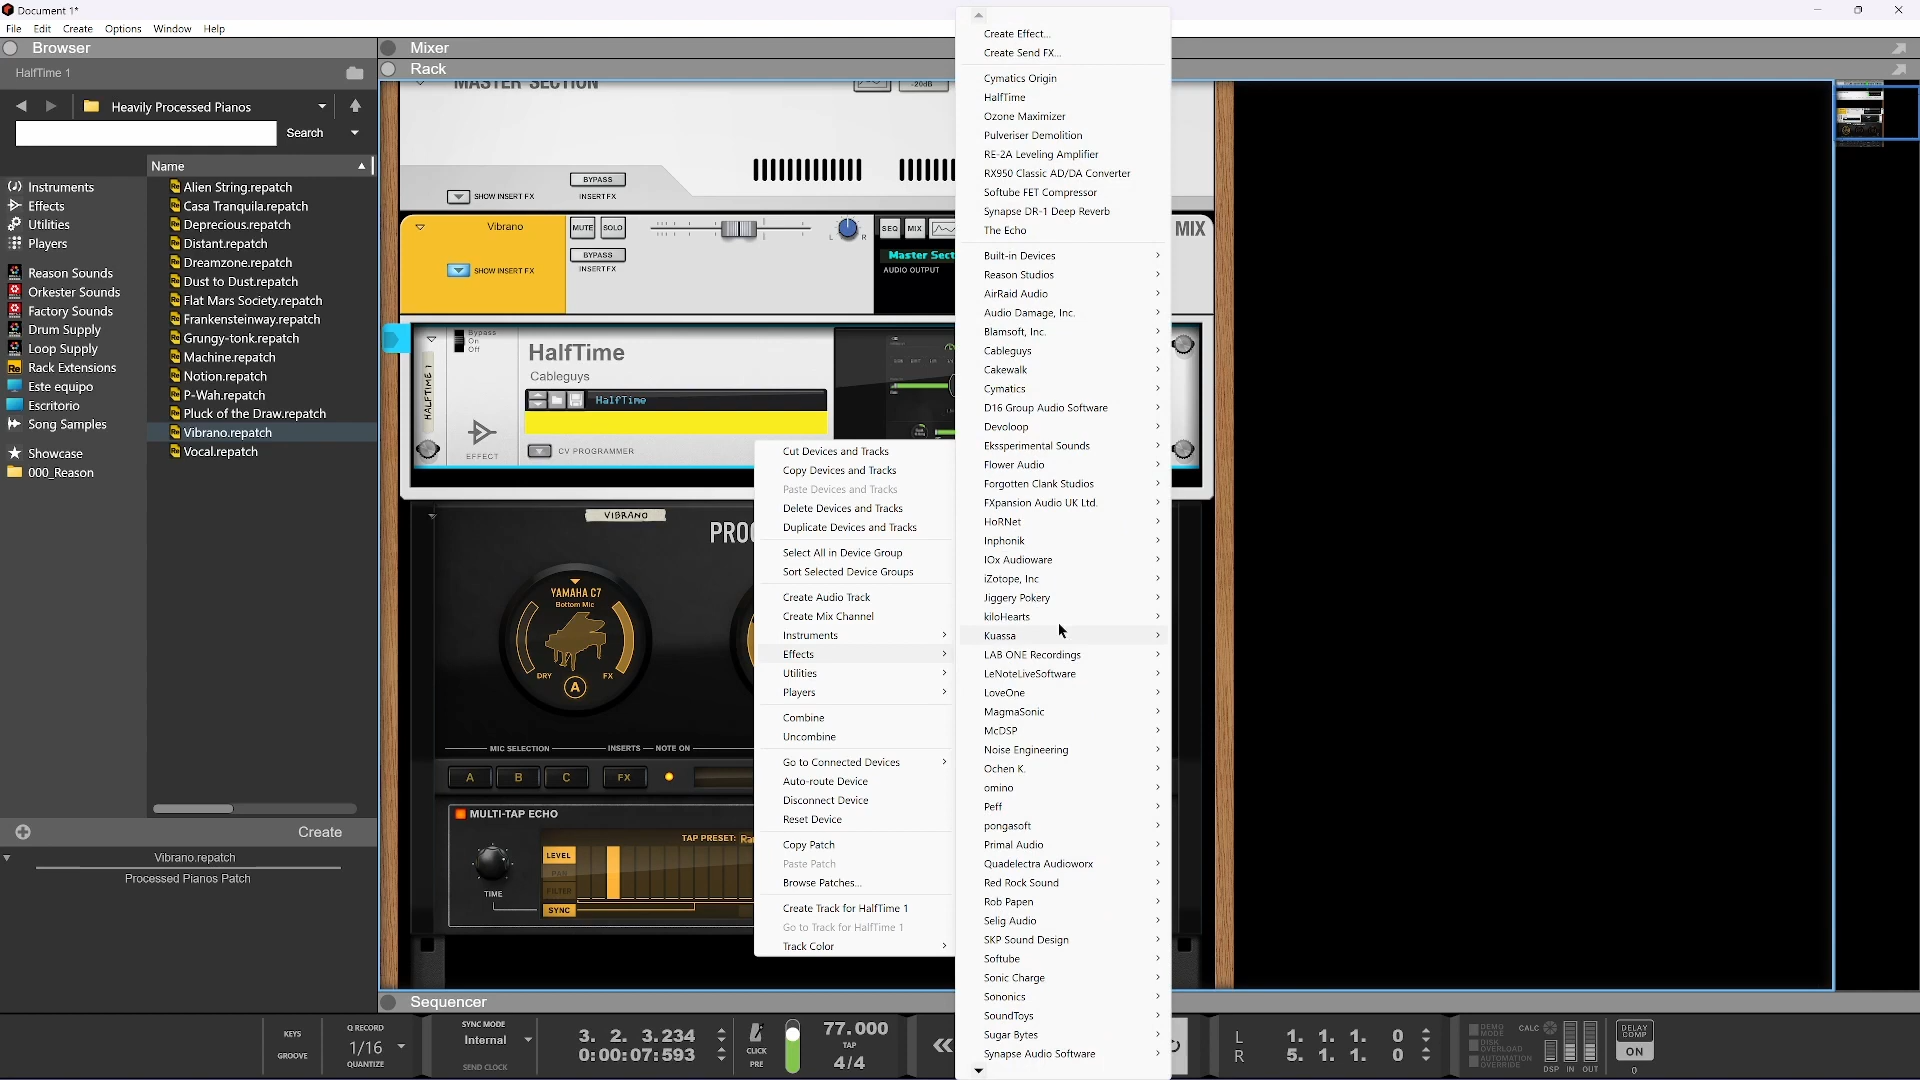 Document 1*
File Edit Create Options Window Help
Browser
HalfTime 1
Heavily Processed Pianos
Search
Name
Instruments
Effects
Utilities
Players
Reason Sounds
Orkester Sounds
Factory Sounds
Drum Supply
Loop Supply
Rack Extensions
Este equipo
Escritorio
Song Samples
Showcase
000_Reason
Alien String.repatch
Casa Tranquila.repatch
Deprecious.repatch
Distant.repatch
Dreamzone.repatch
Dust to Dust.repatch
Flat Mars Society.repatch
Frankensteinway.repatch
Grungy-tonk.repatch
Machine.repatch
Notion.repatch
P-Wah.repatch
Pluck of the Draw.repatch
Vibrano.repatch
Vocal.repatch
Create
Vibrano.repatch
Processed Pianos Patch
Mixer
Rack
MASTER SECTION
-20dB
SHOW INSERT FX
BYPASS
INSERT FX
Vibrano
MUTE SOLO
L R
SEQ MIX
MIX
BYPASS
INSERT FX
SHOW INSERT FX
Master Sect
AUDIO OUTPUT
Bypass
On
Off
HALFTIME 1
HalfTime
Cableguys
HalfTime
EFFECT
CV PROGRAMMER
VIBRANO
PROC
YAMAHA C7
Bottom Mic
DRY FX
A
MIC SELECTION
INSERTS — NOTE ON
A B C FX
MULTI-TAP ECHO
TAP PRESET: Ra
LEVEL
PAN
FILTER
SYNC
TIME
Cut Devices and Tracks
Copy Devices and Tracks
Paste Devices and Tracks
Delete Devices and Tracks
Duplicate Devices and Tracks
Select All in Device Group
Sort Selected Device Groups
Create Audio Track
Create Mix Channel
Instruments
Effects
Utilities
Players
Combine
Uncombine
Go to Connected Devices
Auto-route Device
Disconnect Device
Reset Device
Copy Patch
Paste Patch
Browse Patches...
Create Track for HalfTime 1
Go to Track for HalfTime 1
Track Color
Create Effect...
Create Send FX...
Cymatics Origin
HalfTime
Ozone Maximizer
Pulveriser Demolition
RE-2A Leveling Amplifier
RX950 Classic AD/DA Converter
Softube FET Compressor
Synapse DR-1 Deep Reverb
The Echo
Built-in Devices
Reason Studios
AirRaid Audio
Audio Damage, Inc.
Blamsoft, Inc.
Cableguys
Cakewalk
Cymatics
D16 Group Audio Software
Devoloop
Ekssperimental Sounds
Flower Audio
Forgotten Clank Studios
FXpansion Audio UK Ltd.
HoRNet
Inphonik
IOx Audioware
iZotope, Inc
Jiggery Pokery
kiloHearts
Kuassa
LAB ONE Recordings
LeNoteLiveSoftware
LoveOne
MagmaSonic
McDSP
Noise Engineering
Ochen K.
omino
Peff
pongasoft
Primal Audio
Quadelectra Audioworx
Red Rock Sound
Rob Papen
Selig Audio
SKP Sound Design
Softube
Sonic Charge
Sononics
SoundToys
Sugar Bytes
Synapse Audio Software
Sequencer
KEYS
GROOVE
Q RECORD
1/16
QUANTIZE
SYNC MODE
Internal
SEND CLOCK
3. 2. 3.234
0:00:07:593
CLICK
PRE
77.000
TAP
4/4
L 1. 1. 1. 0
R 5. 1. 1. 0
DEMO MODE
DISK OVERLOAD
AUTOMATION OVERRIDE
CALC
DSP IN OUT
DELAY COMP
ON
0